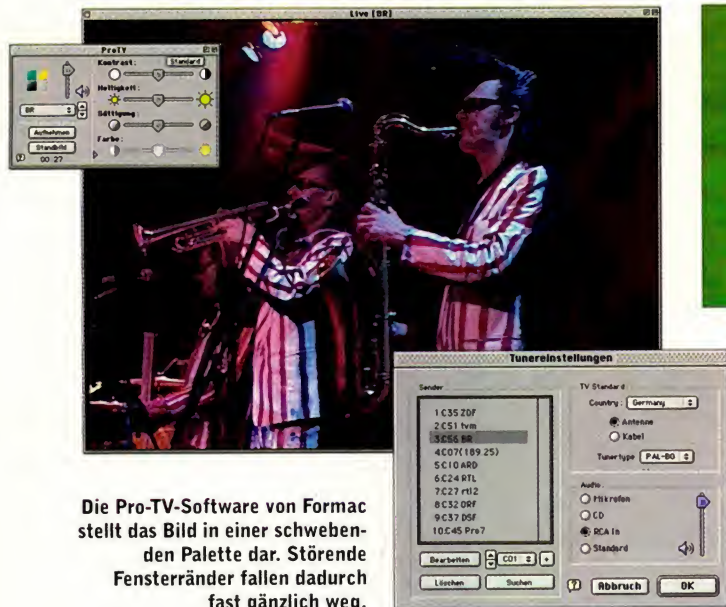 Live (BR)
ProTV
Kontrast:
Standard
Helligkeit:
Sättigung:
Farbe:
BR
Aufnehmen
Standbild
00:27
Tunereinstellungen
Sender
1 C35 ZDF
2 C51 tvm
3 C56 BR
4 C07(189.25)
5 C10 ARD
6 C24 RTL
7 C27 rtl2
8 C32 ORF
9 C37 DSF
10 C45 Pro7
Bearbeiten
C01
+
Löschen
Suchen
TV Standard:
Country: Germany
Antenne
Kabel
Tunertype PAL-BG
Audio:
Mikrofon
CD
RCA In
Standard
?
Abbruch
OK
Die Pro-TV-Software von Formac
stellt das Bild in einer schweben-
den Palette dar. Störende
Fensterränder fallen dadurch
fast gänzlich weg.